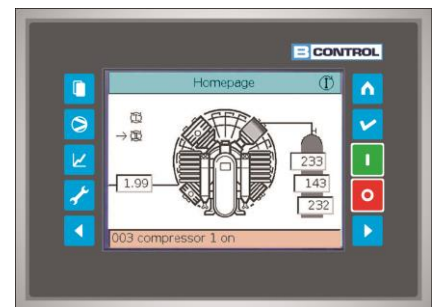 B CONTROL
Homepage
1.99
233
143
232
003 compressor 1 on